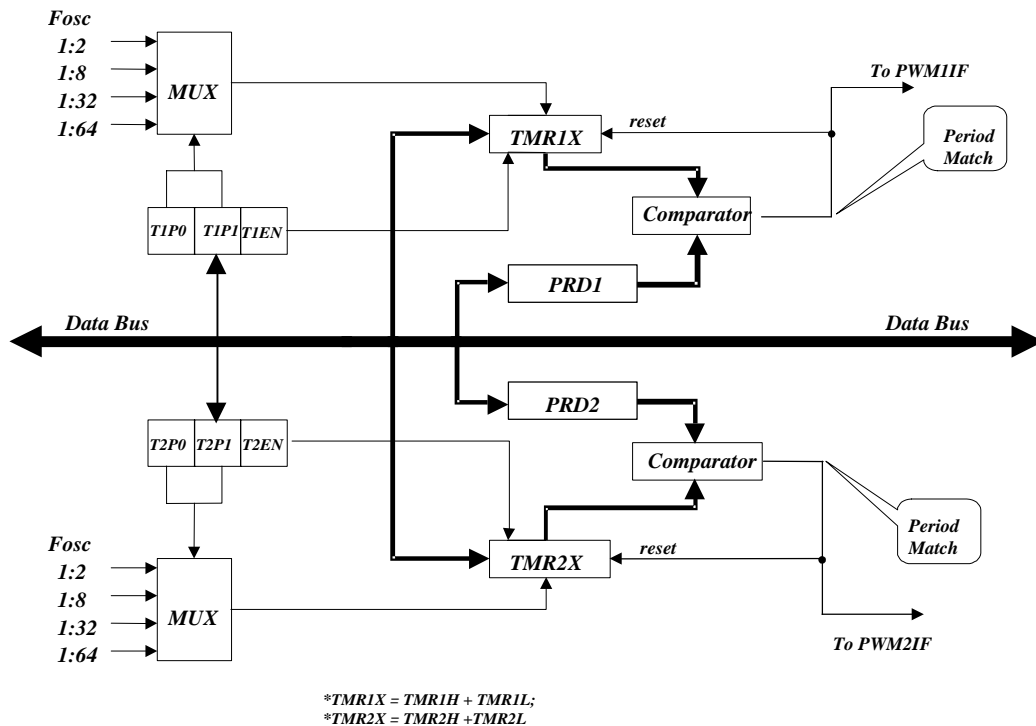 Fosc
1:2
1:8
1:32
1:64
MUX
T1P0 T1P1 T1EN
TMR1X
reset
To PWM1IF
Period
Match
Comparator
PRD1
Data Bus
Data Bus
PRD2
T2P0 T2P1 T2EN
Comparator
Period
Match
TMR2X
reset
To PWM2IF
Fosc
1:2
1:8
1:32
1:64
MUX
*TMR1X = TMR1H + TMR1L;
*TMR2X = TMR2H +TMR2L